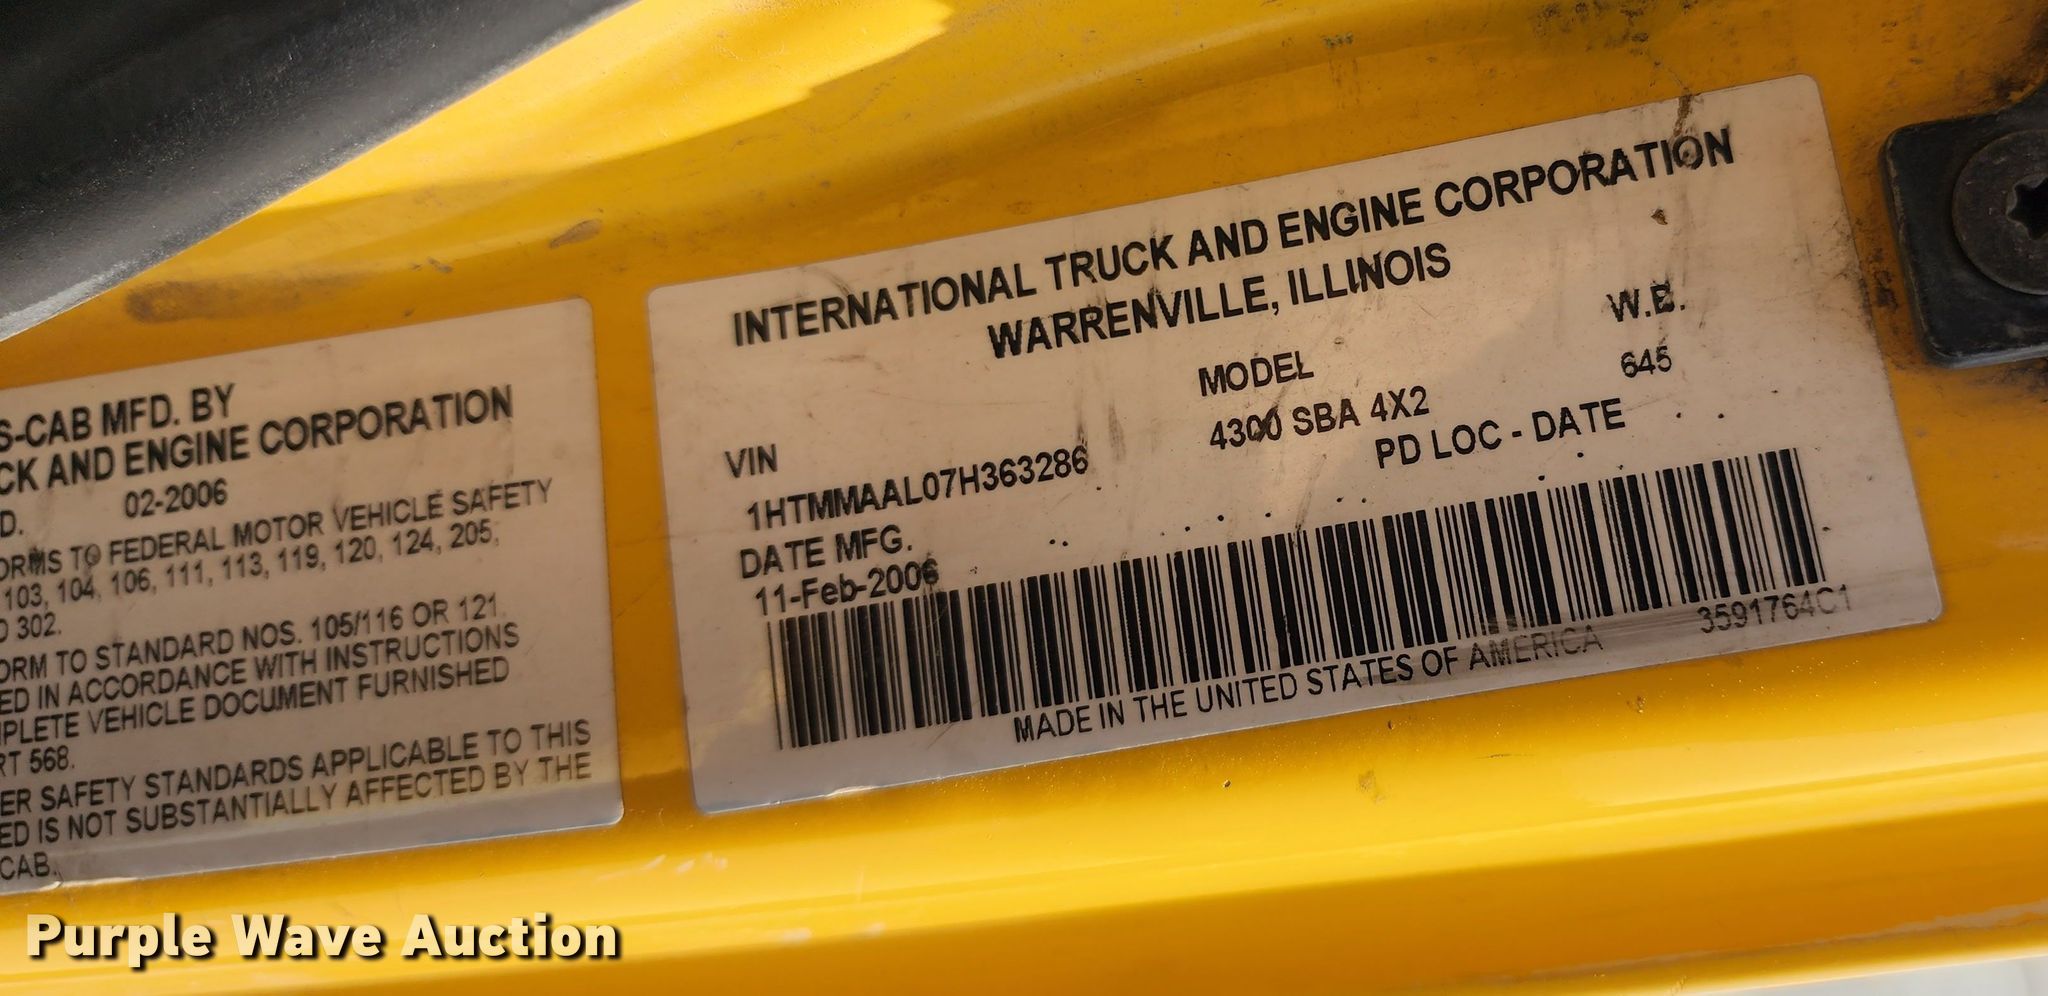 S-CAB MFD. BY
CK AND ENGINE CORPORATION
D. 02-2006
ORMS TO FEDERAL MOTOR VEHICLE SAFETY
103, 104, 106, 111, 113, 119, 120, 124, 205,
302.
ORM TO STANDARD NOS. 105/116 OR 121.
ED IN ACCORDANCE WITH INSTRUCTIONS
MPLETE VEHICLE DOCUMENT FURNISHED
RT 568.
ER SAFETY STANDARDS APPLICABLE TO THIS
ED IS NOT SUBSTANTIALLY AFFECTED BY THE
CAB.
INTERNATIONAL TRUCK AND ENGINE CORPORATION
WARRENVILLE, ILLINOIS
MODEL W.B.
VIN 4300 SBA 4X2 645
1HTMMAAL07H363286 PD LOC - DATE
DATE MFG.
11-Feb-2006
MADE IN THE UNITED STATES OF AMERICA 3591764C1
Purple Wave Auction